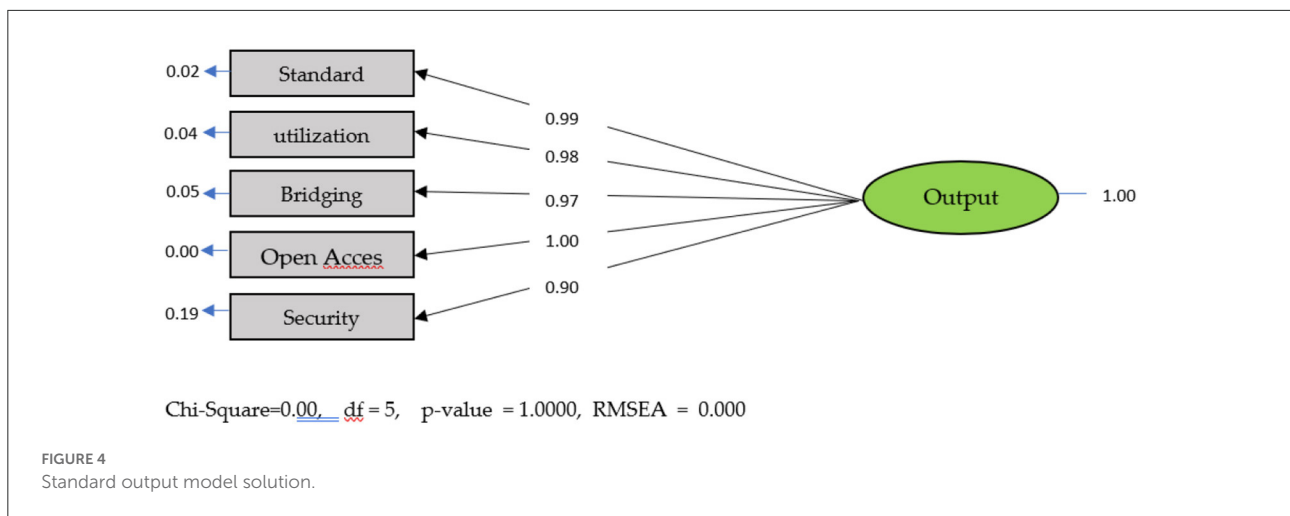 0.02 Standard
0.99
0.04 utilization
0.98
0.05 Bridging
0.97
Output 1.00
0.00 Open Acces
1.00
0.19 Security
0.90
Chi-Square=0.00, df = 5, p-value = 1.0000, RMSEA = 0.000
FIGURE 4
Standard output model solution.